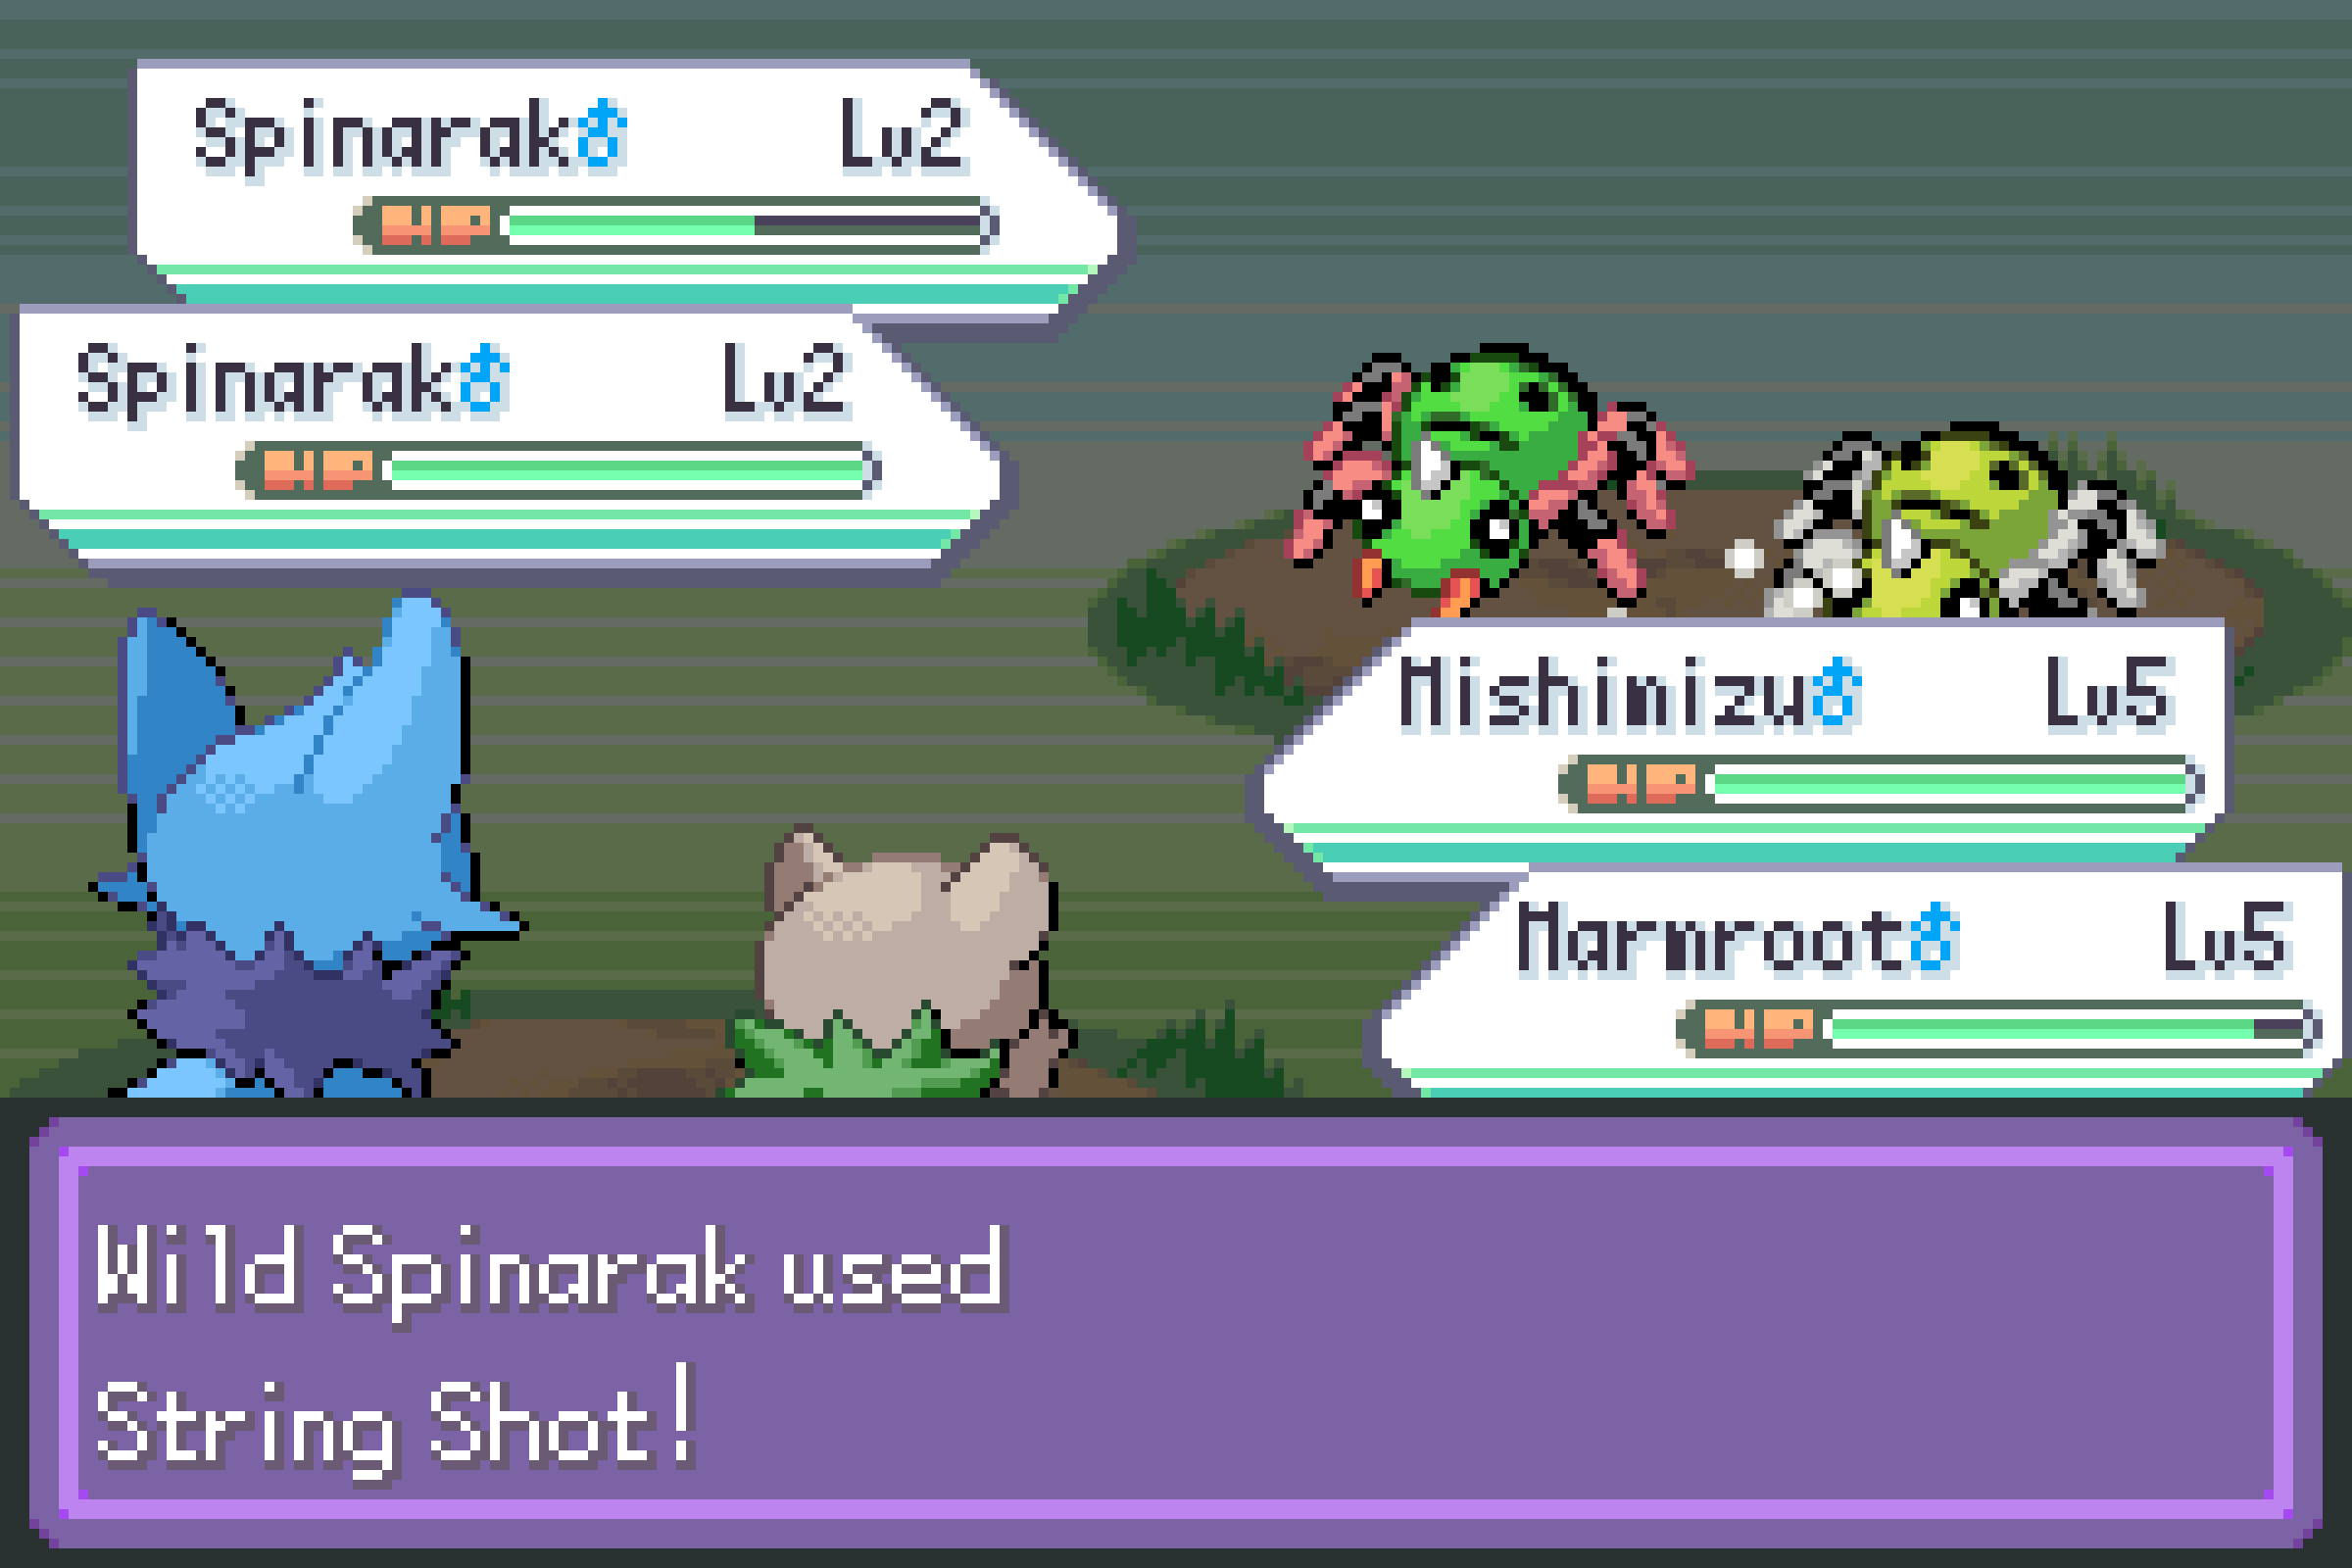 Spinarak♂ Lv2
HP
Spinarak♂ Lv2
HP
Mishimizu♂ Lv5
HP
Marmroot♂ Lv5
HP
Wild Spinarak used
String Shot!